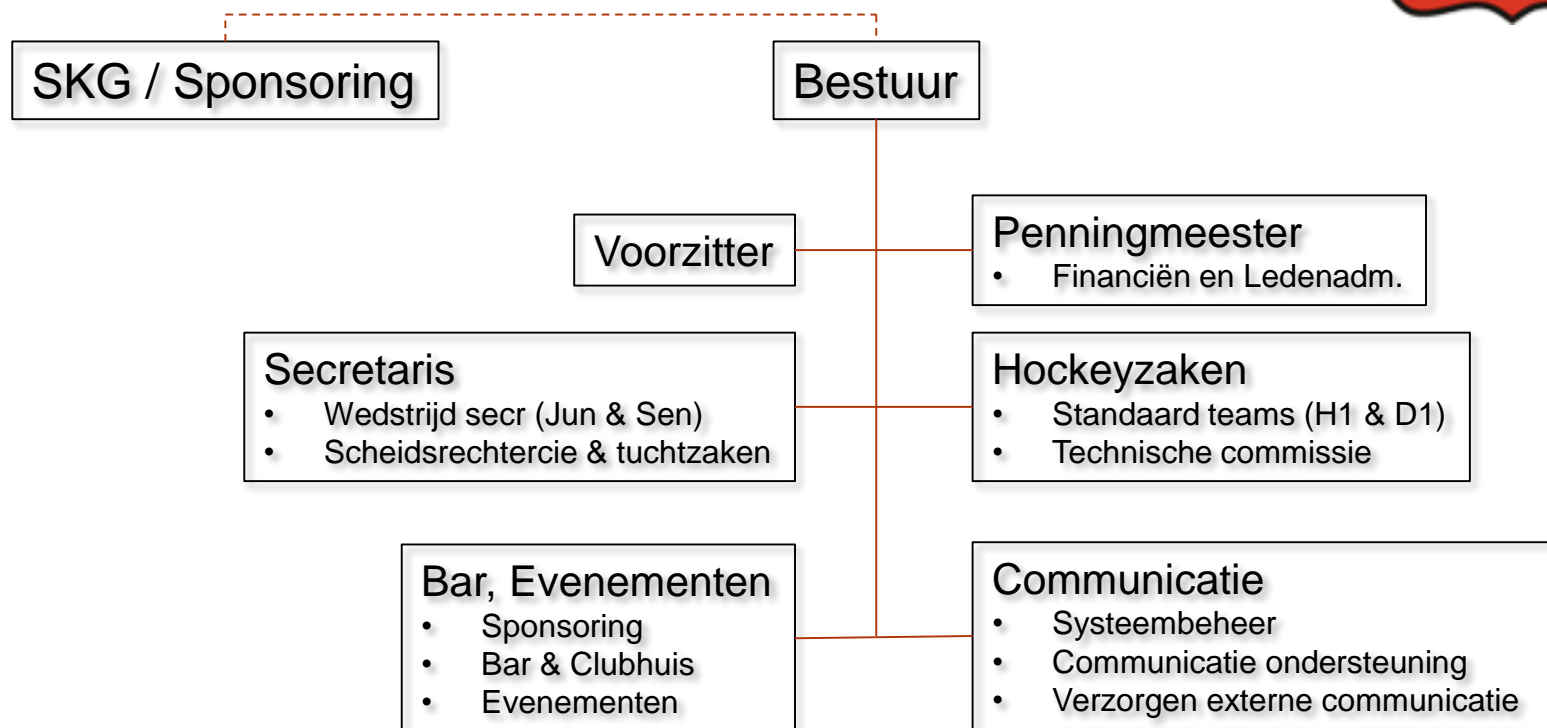 SKG / Sponsoring
Bestuur
Voorzitter
Penningmeester
• Financiën en Ledenadm.
Secretaris
• Wedstrijd secr (Jun & Sen)
• Scheidsrechtercie & tuchtzaken
Hockeyzaken
• Standaard teams (H1 & D1)
• Technische commissie
Bar, Evenementen
• Sponsoring
• Bar & Clubhuis
• Evenementen
Communicatie
• Systeembeheer
• Communicatie ondersteuning
• Verzorgen externe communicatie